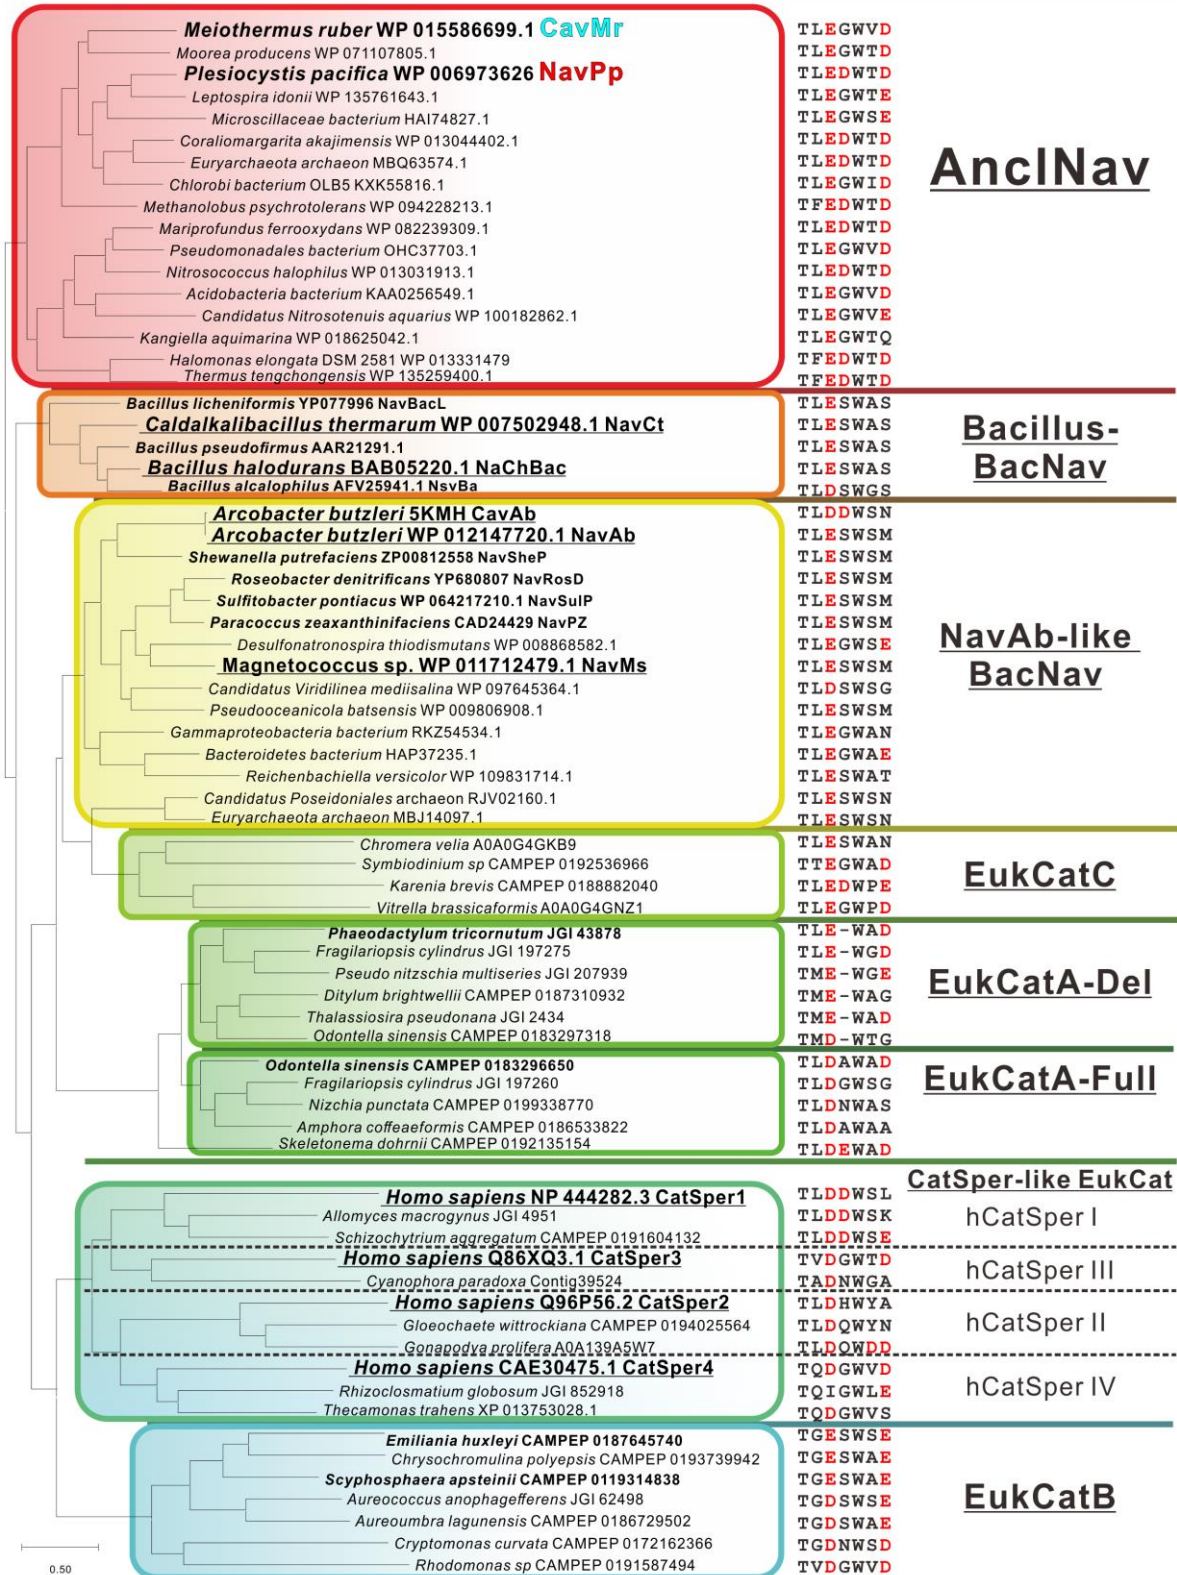 Meiothermus ruber WP 015586699.1 CavMr TLEGWVD
Moorea producens WP 071107805.1 TLEGWTD
Plesiocystis pacifica WP 006973626 NavPp TLEDWTD
Leptospira idonii WP 135761643.1 TLEGWTE
Microscillaceae bacterium HAI74827.1 TLEGWSE
Coraliomargarita akajimensis WP 013044402.1 TLEDWTD
Euryarchaeota archaeon MBQ63574.1 TLEDWTD
Chlorobi bacterium OLB5 KXK55816.1 TLEGWID
Methanolobus psychrotolerans WP 094228213.1 TFEDWTD
Mariprofundus ferrooxydans WP 082239309.1 TLEDWTD
Pseudomonadales bacterium OHC37703.1 TLEGWVD
Nitrosococcus halophilus WP 013031913.1 TLEDWTD
Acidobacteria bacterium KAA0256549.1 TLEGWVD
Candidatus Nitrosotenuis aquarius WP 100182862.1 TLEGWVE
Kangiella aquimarina WP 018625042.1 TLEGWTQ
Halomonas elongata DSM 2581 WP 013331479 TFEDWTD
Thermus tengchongensis WP 135259400.1 TFEDWTD
AnclNav
Bacillus licheniformis YP077996 NavBacL TLESWAS
Caldalkalibacillus thermarum WP 007502948.1 NavCt TLESWAS
Bacillus pseudofirmus AAR21291.1 TLESWAS
Bacillus halodurans BAB05220.1 NaChBac TLESWAS
Bacillus alcalophilus AFV25941.1 NsvBa TLDSWGS
Bacillus-
BacNav
Arcobacter butzleri 5KMH CavAb TLDDWSN
Arcobacter butzleri WP 012147720.1 NavAb TLESWSM
Shewanella putrefaciens ZP00812558 NavSheP TLESWSM
Roseobacter denitrificans YP680807 NavRosD TLESWSM
Sulfitobacter pontiacus WP 064217210.1 NavSulP TLESWSM
Paracoccus zeaxanthinifaciens CAD24429 NavPZ TLESWSM
Desulfonatronospira thiodismutans WP 008868582.1 TLEGWSE
Magnetococcus sp. WP 011712479.1 NavMs TLESWSM
Candidatus Viridilinea mediisalina WP 097645364.1 TLDSWSG
Pseudooceanicola batsensis WP 009806908.1 TLESWSM
Gammaproteobacteria bacterium RKZ54534.1 TLEGWAN
Bacteroidetes bacterium HAP37235.1 TLEGWAE
Reichenbachiella versicolor WP 109831714.1 TLESWAT
Candidatus Poseidoniales archaeon RJV02160.1 TLESWSN
Euryarchaeota archaeon MBJ14097.1 TLESWSN
NavAb-like
BacNav
Chromera velia A0A0G4GKB9 TLESWAN
Symbiodinium sp CAMPEP 0192536966 TTEGWAD
Karenia brevis CAMPEP 0188882040 TLEDWPE
Vitrella brassicaformis A0A0G4GNZ1 TLEGWPD
EukCatC
Phaeodactylum tricornutum JGI 43878 TLE-WAD
Fragilariopsis cylindrus JGI 197275 TLE-WGD
Pseudo nitzschia multiseries JGI 207939 TME-WGE
Ditylum brightwellii CAMPEP 0187310932 TME-WAG
Thalassiosira pseudonana JGI 2434 TME-WAD
Odontella sinensis CAMPEP 0183297318 TMD-WTG
EukCatA-Del
Odontella sinensis CAMPEP 0183296650 TLDAWAD
Fragilariopsis cylindrus JGI 197260 TLDGWSG
Nizchia punctata CAMPEP 0199338770 TLDNWAS
Amphora coffeaeformis CAMPEP 0186533822 TLDAWAA
Skeletonema dohrnii CAMPEP 0192135154 TLDEWAD
EukCatA-Full
CatSper-like EukCat
Homo sapiens NP 444282.3 CatSper1 TLDDWSL
Allomyces macrogynus JGI 4951 TLDDWSK
Schizochytrium aggregatum CAMPEP 0191604132 TLDDWSE
hCatSper I
Homo sapiens Q86XQ3.1 CatSper3 TVDGWTD
Cyanophora paradoxa Contig39524 TADNWGA
hCatSper III
Homo sapiens Q96P56.2 CatSper2 TLDHWYA
Gloeochaete wittrockiana CAMPEP 0194025564 TLDQWYN
Gonapodya prolifera A0A139A5W7 TLDQWDD
hCatSper II
Homo sapiens CAE30475.1 CatSper4 TQDGWVD
Rhizoclosmatium globosum JGI 852918 TQIGWLE
Thecamonas trahens XP 013753028.1 TQDGWVS
hCatSper IV
Emiliania huxleyi CAMPEP 0187645740 TGESWSE
Chrysochromulina polyepsis CAMPEP 0193739942 TGESWAE
Scyphosphaera apsteinii CAMPEP 0119314838 TGESWAE
Aureococcus anophagefferens JGI 62498 TGDSWSE
Aureoumbra lagunensis CAMPEP 0186729502 TGDSWAE
Cryptomonas curvata CAMPEP 0172162366 TGDNWSD
Rhodomonas sp CAMPEP 0191587494 TVDGWVD
EukCatB
0.50